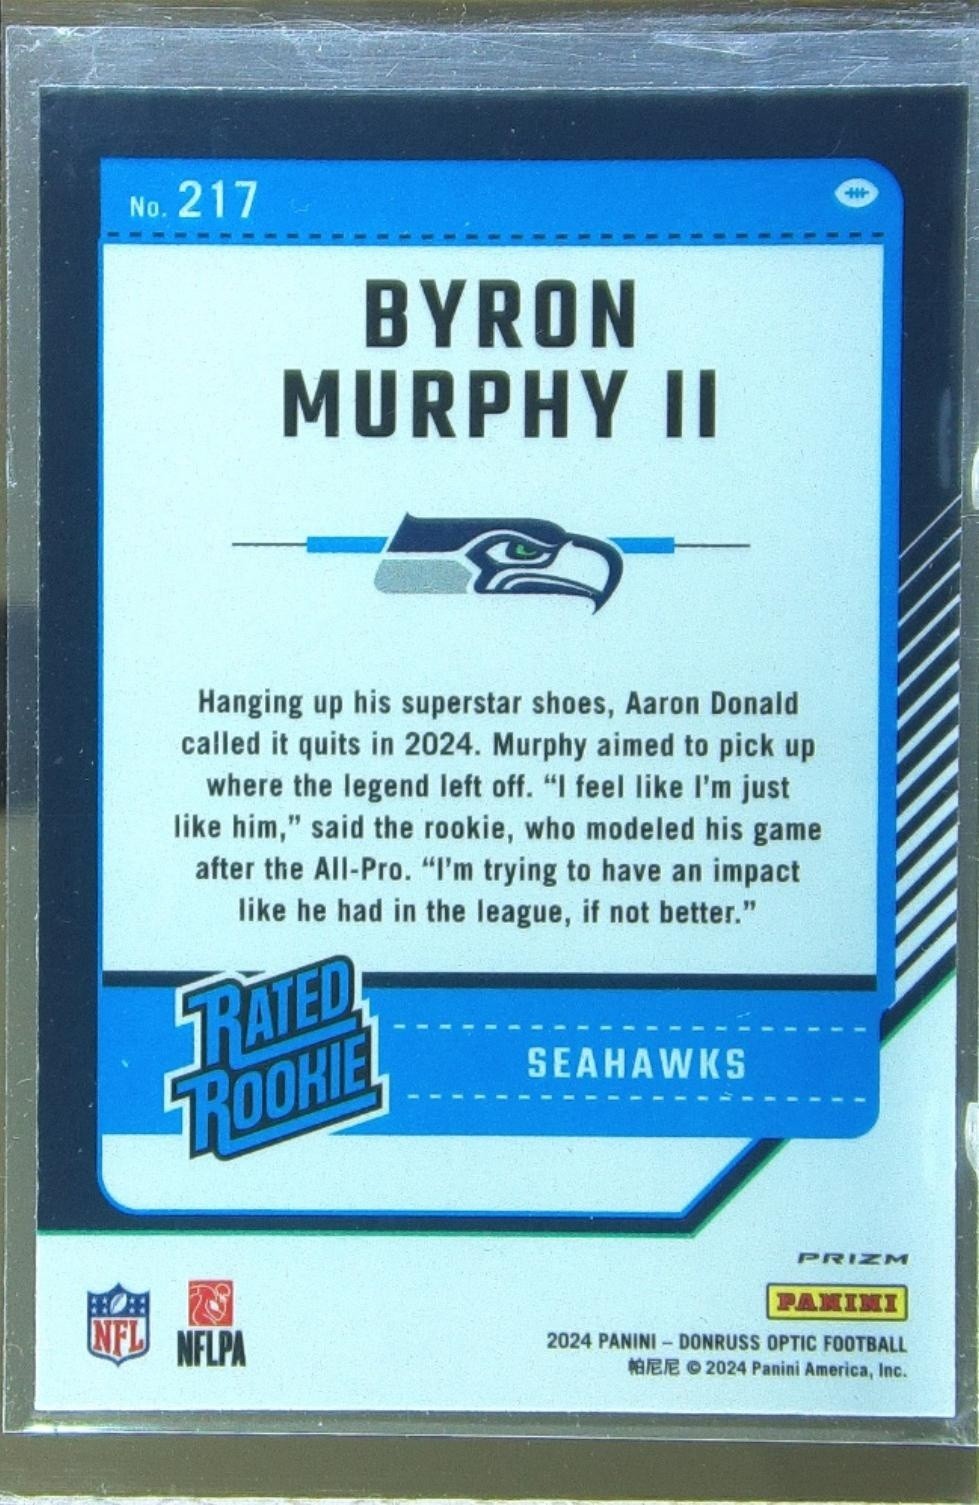 No. 217
BYRON
MURPHY II
Hanging up his superstar shoes, Aaron Donald
called it quits in 2024. Murphy aimed to pick up
where the legend left off. “I feel like I’m just
like him,” said the rookie, who modeled his game
after the All-Pro. “I’m trying to have an impact
like he had in the league, if not better.”
RATED
ROOKIE
SEAHAWKS
PRIZM
PANINI
NFL
NFLPA
2024 PANINI – DONRUSS OPTIC FOOTBALL
帕尼尼 © 2024 Panini America, Inc.